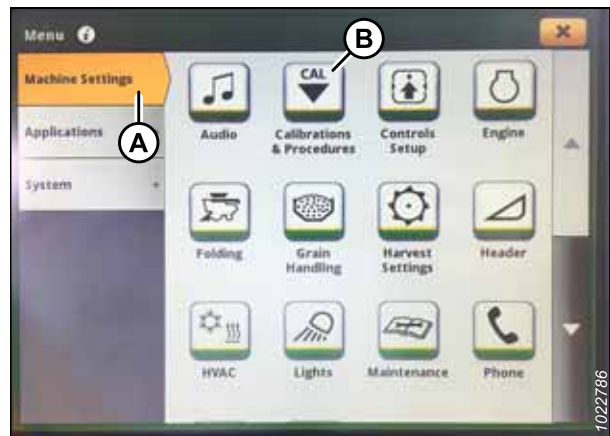 Menu i
B
Machine Settings
A
Applications
System
CAL
Audio
Calibrations
& Procedures
Controls
Setup
Engine
Folding
Grain
Handling
Harvest
Settings
Header
HVAC
Lights
Maintenance
Phone
1022786